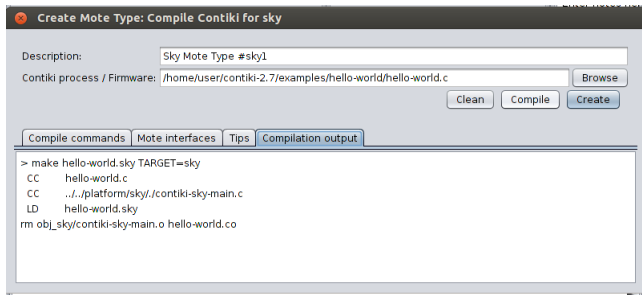 Create Mote Type: Compile Contiki for sky
Description: Sky Mote Type #sky1
Contiki process / Firmware: /home/user/contiki-2.7/examples/hello-world/hello-world.c Browse
Clean Compile Create
Compile commands Mote interfaces Tips Compilation output
> make hello-world.sky TARGET=sky
CC hello-world.c
CC ../../platform/sky/./contiki-sky-main.c
LD hello-world.sky
rm obj_sky/contiki-sky-main.o hello-world.co